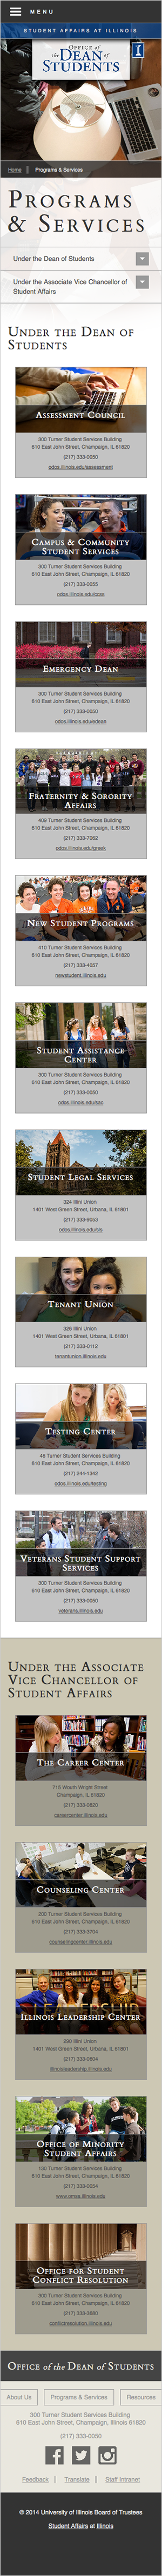 MENU
STUDENT AFFAIRS AT ILLINOIS
OFFICE of the DEAN of STUDENTS
Home
Programs & Services
PROGRAMS
& SERVICES
Under the Dean of Students
Under the Associate Vice Chancellor of
Student Affairs
UNDER THE DEAN OF
STUDENTS
ASSESSMENT COUNCIL
300 Turner Student Services Building
610 East John Street, Champaign, IL 61820
(217) 333-0050
odos.illinois.edu/assessment
CAMPUS & COMMUNITY
STUDENT SERVICES
300 Turner Student Services Building
610 East John Street, Champaign, IL 61820
odos.illinois.edu/ccss
EMERGENCY DEAN
300 Turner Student Services Building
610 East John Street, Champaign, IL 61820
(217) 333-0050
odos.illinois.edu/edean
FRATERNITY & SORORITY
AFFAIRS
409 Turner Student Services Building
610 East John Street, Champaign, IL 61820
(217) 333-7062
odos.illinois.edu/greek
NEW STUDENT PROGRAMS
410 Turner Student Services Building
610 East John Street, Champaign, IL 61820
(217) 333-4057
newstudent.illinois.edu
STUDENT ASSISTANCE
CENTER
300 Turner Student Services Building
610 East John Street, Champaign, IL 61820
(217) 333-0050
odos.illinois.edu/sac
STUDENT LEGAL SERVICES
324 Illini Union
1401 West Green Street, Urbana, IL 61801
(217) 333-9053
odos.illinois.edu/sls
TENANT UNION
326 Illini Union
1401 West Green Street, Urbana, IL 61801
(217) 333-0112
tenantunion.illinois.edu
TESTING CENTER
46 Turner Student Services Building
610 East John Street, Champaign, IL 61820
(217) 244-1342
odos.illinois.edu/testing
VETERANS STUDENT SUPPORT
SERVICES
300 Turner Student Services Building
610 East John Street, Champaign, IL 61820
(217) 333-0050
veterans.illinois.edu
UNDER THE ASSOCIATE
VICE CHANCELLOR OF
STUDENT AFFAIRS
THE CAREER CENTER
715 South Wright Street
Champaign, IL 61820
(217) 333-0820
careercenter.illinois.edu
COUNSELING CENTER
200 Turner Student Services Building
610 East John Street, Champaign, IL 61820
(217) 333-3704
counselingcenter.illinois.edu
ILLINOIS LEADERSHIP CENTER
290 Illini Union
1401 West Green Street, Urbana, IL 61801
(217) 333-0604
illinoisleadership.illinois.edu
OFFICE OF MINORITY
STUDENT AFFAIRS
130 Turner Student Services Building
610 East John Street, Champaign, IL 61820
(217) 333-0054
www.omsa.illinois.edu
OFFICE FOR STUDENT
CONFLICT RESOLUTION
300 Turner Student Services Building
610 East John Street, Champaign, IL 61820
(217) 333-3680
conflictresolution.illinois.edu
OFFICE of the DEAN of STUDENTS
About Us
Programs & Services
Resources
300 Turner Student Services Building
610 East John Street, Champaign, Illinois 61820
(217) 333-0050
Feedback
Translate
Staff Intranet
© 2014 University of Illinois Board of Trustees
Student Affairs at Illinois